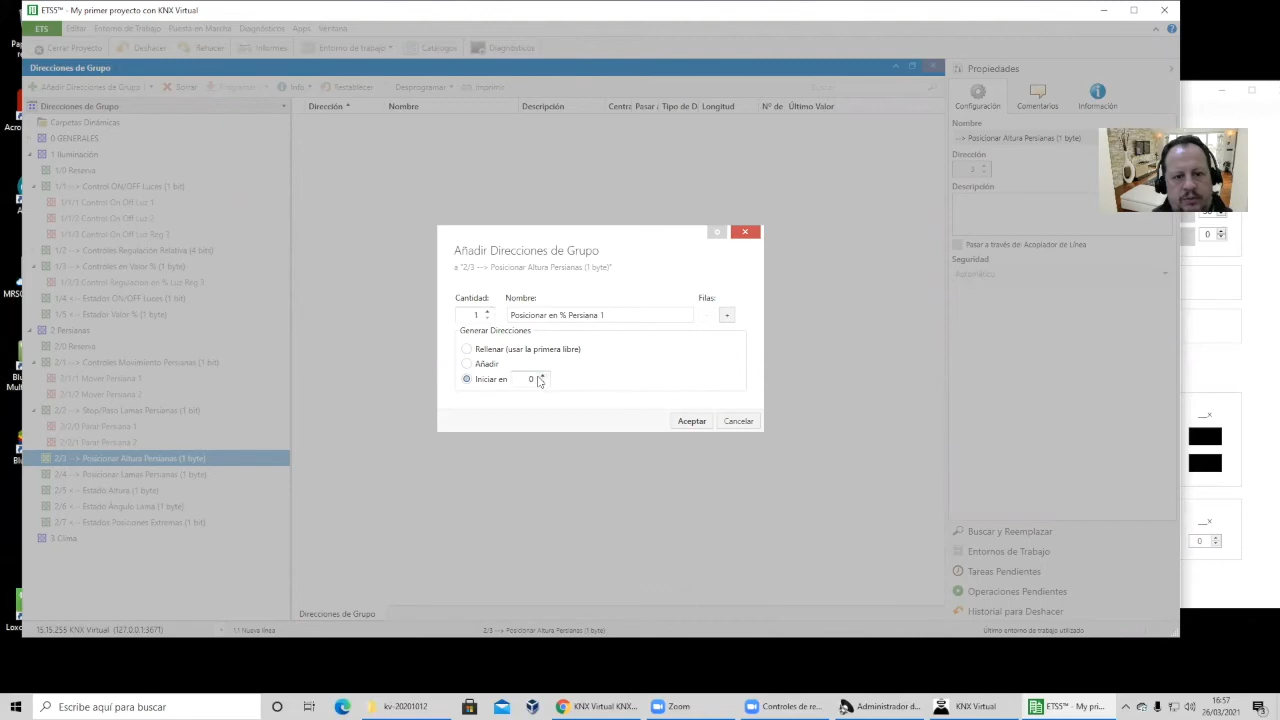 ETS5™ - My primer proyecto con KNX Virtual
ETS Editar Entorno de Trabajo Puesta en Marcha Diagnósticos Apps Ventana
Cerrar Proyecto Deshacer Rehacer Informes Entorno de trabajo Catálogos Diagnósticos
Direcciones de Grupo
Añadir Direcciones de Grupo Borrar Programar Info Restablecer Desprogramar Imprimir Buscar
Direcciones de Grupo
Dirección Nombre Descripción Centra Pasar Tipo de D Longitud Nº de Último Valor
Carpetas Dinámicas
0 GENERALES
1 Iluminación
1/0 Reserva
1/1 --> Control ON/OFF Luces (1 bit)
1/1/1 Control On Off Luz 1
1/1/2 Control On Off Luz 2
1/1/3 Control On Off Luz Reg 3
1/2 --> Controles Regulación Relativa (4 bits)
1/3 --> Controles en Valor % (1 byte)
1/3/3 Control Regulacion en % Luz Reg 3
1/4 <-- Estados ON/OFF Luces (1 bit)
1/5 <-- Estados Valor % (1 byte)
2 Persianas
2/0 Reserva
2/1 --> Controles Movimiento Persianas (1 bit)
2/1/1 Mover Persiana 1
2/1/2 Mover Persiana 2
2/2 --> Stop/Paso Lamas Persianas (1 bit)
2/2/0 Parar Persiana 1
2/2/1 Parar Persiana 2
2/3 --> Posicionar Altura Persianas (1 byte)
2/4 --> Posicionar Lamas Persianas (1 byte)
2/5 <-- Estado Altura (1 byte)
2/6 <-- Estado Ángulo Lama (1 byte)
2/7 <-- Estados Posiciones Extremas (1 bit)
3 Clima
Añadir Direcciones de Grupo
a "2/3 --> Posicionar Altura Persianas (1 byte)"
Cantidad: Nombre: Filas:
1 Posicionar en % Persiana 1 +
Generar Direcciones
Rellenar (usar la primera libre)
Añadir
Iniciar en 0
Aceptar Cancelar
Propiedades
Configuración Comentarios Información
Nombre
--> Posicionar Altura Persianas (1 byte)
Dirección
3
Descripción
Pasar a través del Acoplador de Línea
Seguridad
Automático
Buscar y Reemplazar
Entornos de Trabajo
Tareas Pendientes
Operaciones Pendientes
Historial para Deshacer
0
0
Direcciones de Grupo
15.15.255 KNX Virtual (127.0.0.1:3671) 1.1 Nueva línea 2/3 --> Posicionar Altura Persianas (1 byte) Último entorno de trabajo utilizado
Escribe aquí para buscar
kv-20201012
KNX Virtual KNX...
Zoom
Controles de re...
Administrador d...
KNX Virtual
ETS5™ - My pri...
16:57
26/03/2021